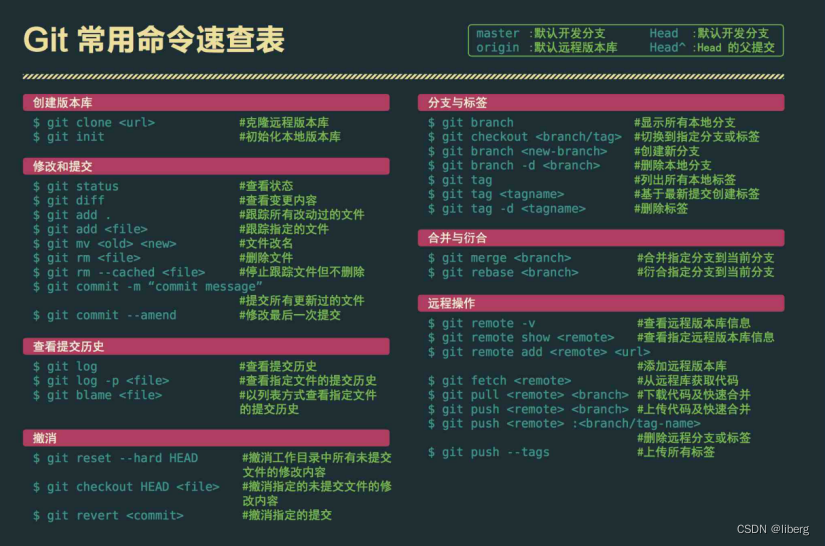 Git 常用命令速查表
master :默认开发分支 Head :默认开发分支
origin :默认远程版本库 Head^ :Head 的父提交
创建版本库
$ git clone <url> #克隆远程版本库
$ git init #初始化本地版本库
修改和提交
$ git status #查看状态
$ git diff #查看变更内容
$ git add . #跟踪所有改动过的文件
$ git add <file> #跟踪指定的文件
$ git mv <old> <new> #文件改名
$ git rm <file> #删除文件
$ git rm --cached <file> #停止跟踪文件但不删除
$ git commit -m “commit message”
#提交所有更新过的文件
$ git commit --amend #修改最后一次提交
查看提交历史
$ git log #查看提交历史
$ git log -p <file> #查看指定文件的提交历史
$ git blame <file> #以列表方式查看指定文件
的提交历史
撤消
$ git reset --hard HEAD #撤消工作目录中所有未提交
文件的修改内容
$ git checkout HEAD <file> #撤消指定的未提交文件的修
改内容
$ git revert <commit> #撤消指定的提交
分支与标签
$ git branch #显示所有本地分支
$ git checkout <branch/tag> #切换到指定分支或标签
$ git branch <new-branch> #创建新分支
$ git branch -d <branch> #删除本地分支
$ git tag #列出所有本地标签
$ git tag <tagname> #基于最新提交创建标签
$ git tag -d <tagname> #删除标签
合并与衍合
$ git merge <branch> #合并指定分支到当前分支
$ git rebase <branch> #衍合指定分支到当前分支
远程操作
$ git remote -v #查看远程版本库信息
$ git remote show <remote> #查看指定远程版本库信息
$ git remote add <remote> <url>
#添加远程版本库
$ git fetch <remote> #从远程库获取代码
$ git pull <remote> <branch> #下载代码及快速合并
$ git push <remote> <branch> #上传代码及快速合并
$ git push <remote> :<branch/tag-name>
#删除远程分支或标签
$ git push --tags #上传所有标签
CSDN @liberg